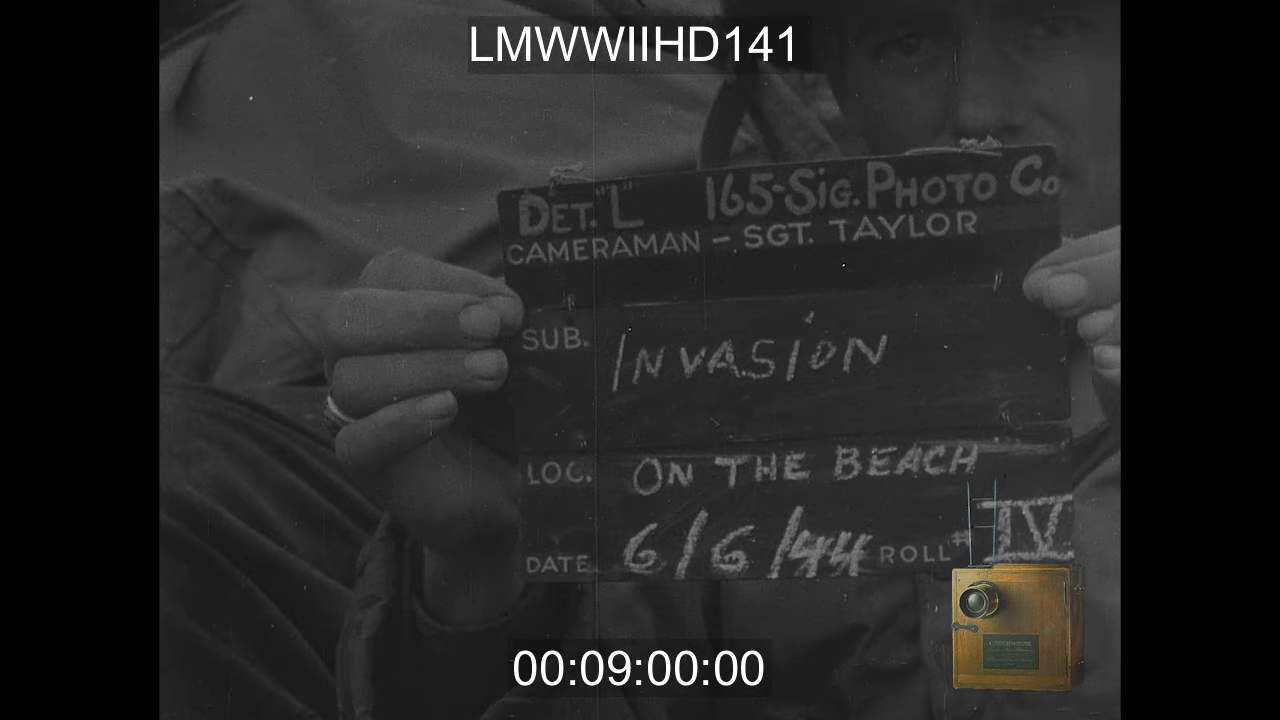 LMWWIIHD141
DET. "L" 165-SIG. PHOTO CO
CAMERAMAN - SGT. TAYLOR
SUB. INVASION
LOC. ON THE BEACH
DATE 6/6/44 ROLL # IV
00:09:00:00